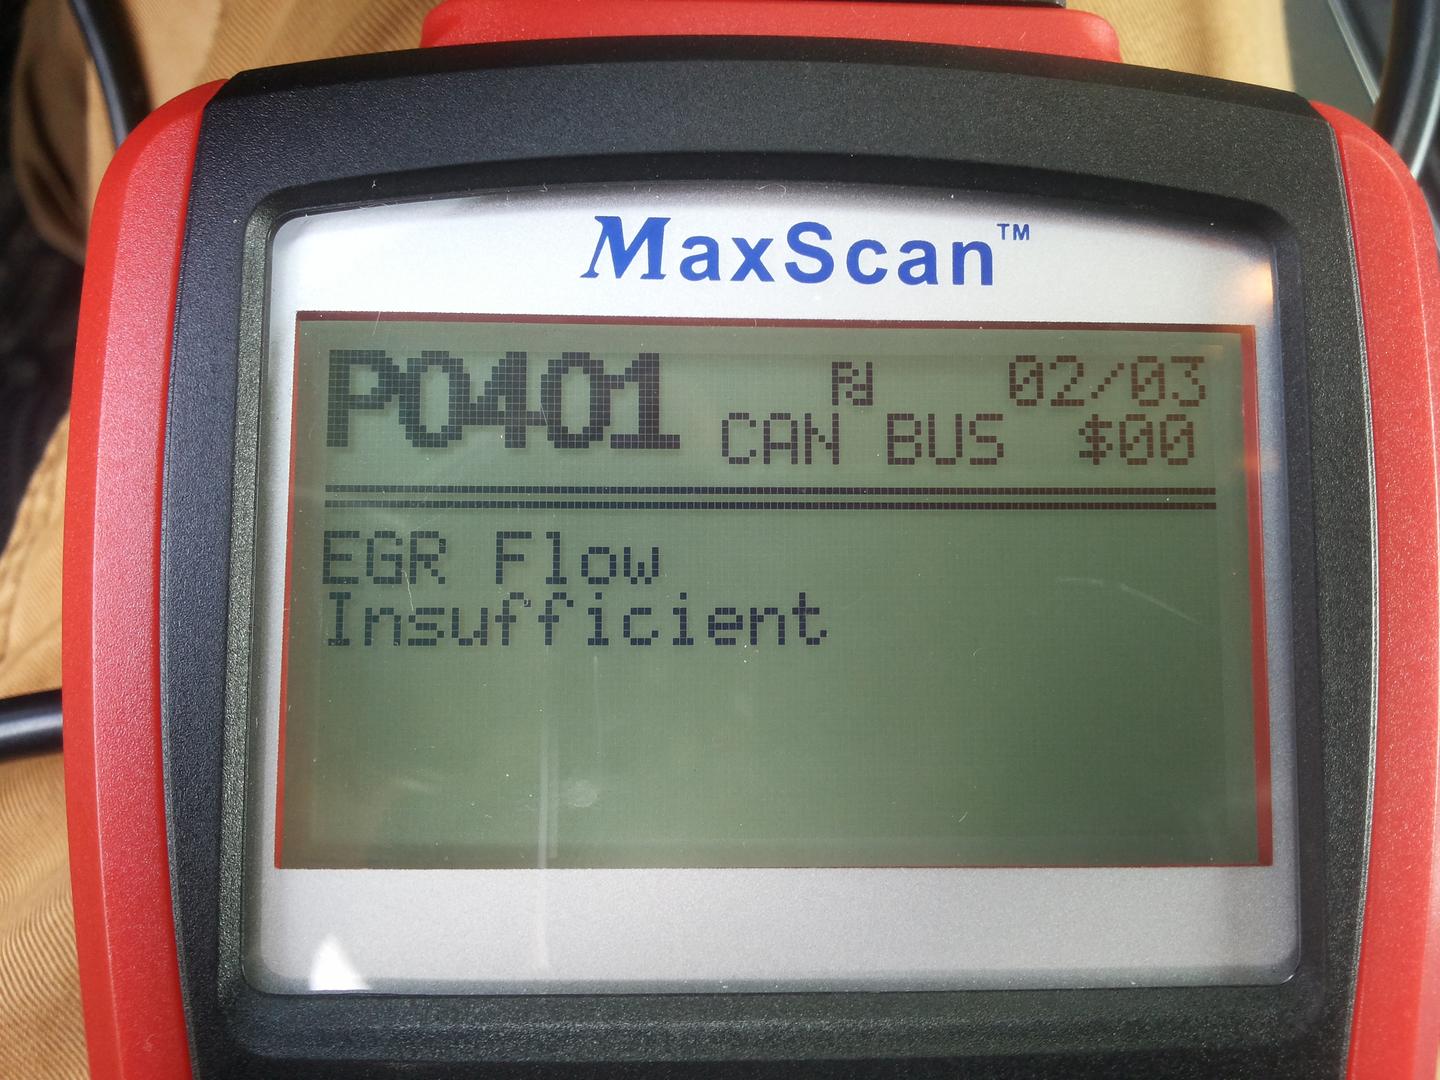 MaxScan™
P0401 02/03
CAN BUS $00
EGR Flow
Insufficient